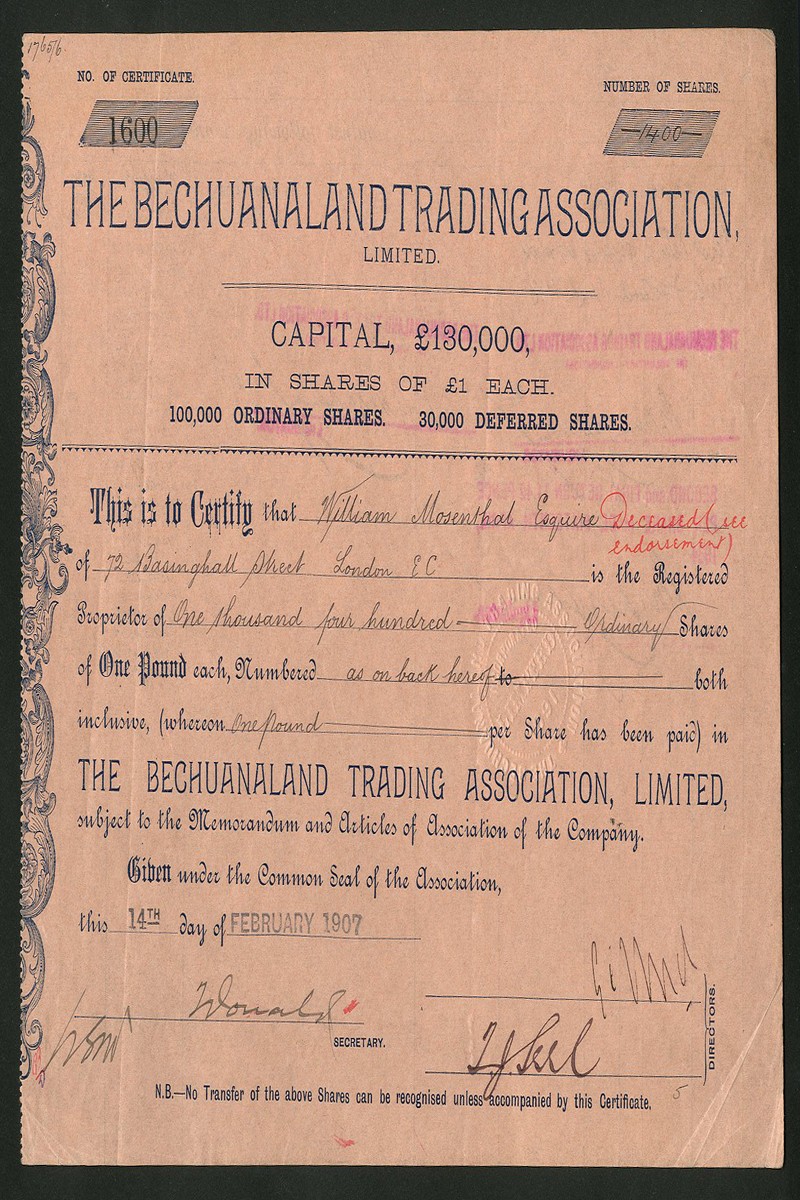 17656
NO. OF CERTIFICATE.
NUMBER OF SHARES.
1600
—1400—
THE BECHUANALAND TRADING ASSOCIATION,
LIMITED.
CAPITAL, £130,000,
IN SHARES OF £1 EACH.
100,000 ORDINARY SHARES. 30,000 DEFERRED SHARES.
This is to Certify that William Mosenthal Esquire Deceased (see
endorsement)
of 72 Basinghall Street London E C is the Registered
Proprietor of One thousand four hundred Ordinary Shares
of One Pound each, Numbered as on back hereof to both
inclusive, (whereon One Pound per Share has been paid) in
THE BECHUANALAND TRADING ASSOCIATION, LIMITED,
subject to the Memorandum and Articles of Association of the Company.
Given under the Common Seal of the Association,
this 14TH day of FEBRUARY 1907
SECRETARY.
DIRECTORS.
N.B.—No Transfer of the above Shares can be recognised unless accompanied by this Certificate.
5